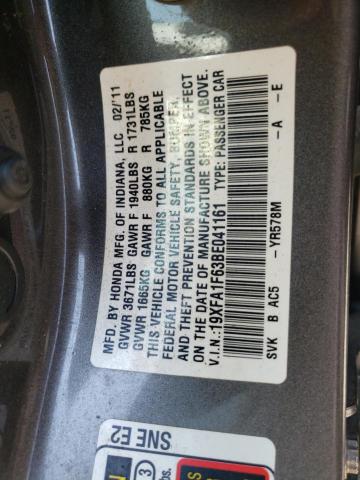 MFD. BY HONDA MFG. OF INDIANA, LLC 02/'11
GVWR 3671LBS GAWR F 1940LBS R 1731LBS
GVWR 1665KG GAWR F 880KG R 785KG
THIS VEHICLE CONFORMS TO ALL APPLICABLE
FEDERAL MOTOR VEHICLE SAFETY, BUMPER,
AND THEFT PREVENTION STANDARDS IN EFFECT
ON THE DATE OF MANUFACTURE SHOWN ABOVE.
V.I.N.:19XFA1F63BE041161 TYPE: PASSENGER CAR
SVK B AC5 -YR578M -A -E
SNE E2
3